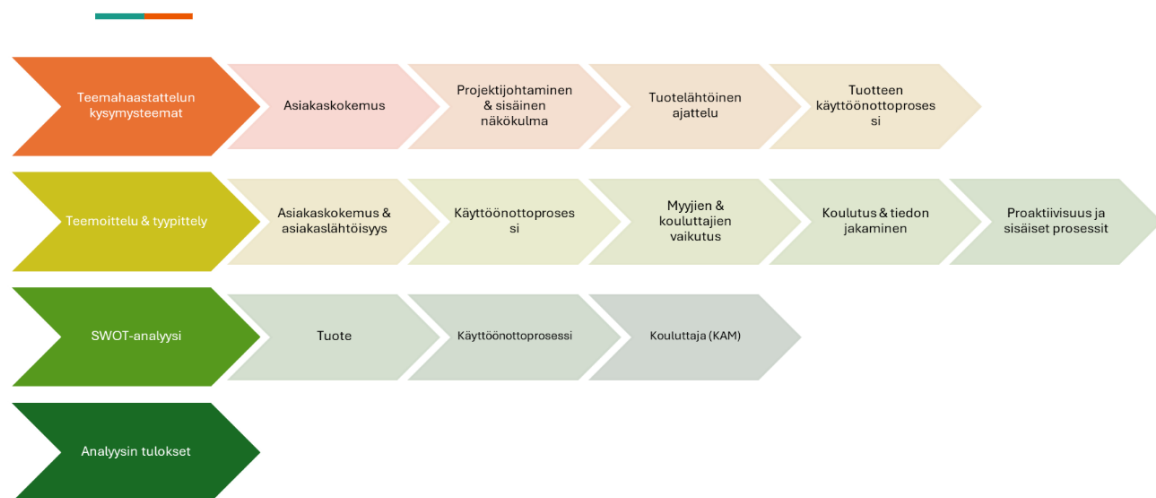 Teemahaastattelun
kysymysteemat
Asiakaskokemus
Projektijohtaminen
& sisäinen
näkökulma
Tuotelähtöinen
ajattelu
Tuotteen
käyttöönottoproses
si
Teemoittelu & tyypittely
Asiakaskokemus &
asiakaslähtöisyys
Käyttöönottoproses
si
Myyjien &
kouluttajien
vaikutus
Koulutus & tiedon
jakaminen
Proaktiivisuus ja
sisäiset prosessit
SWOT-analyysi
Tuote
Käyttöönottoprosessi
Kouluttaja (KAM)
Analyysin tulokset